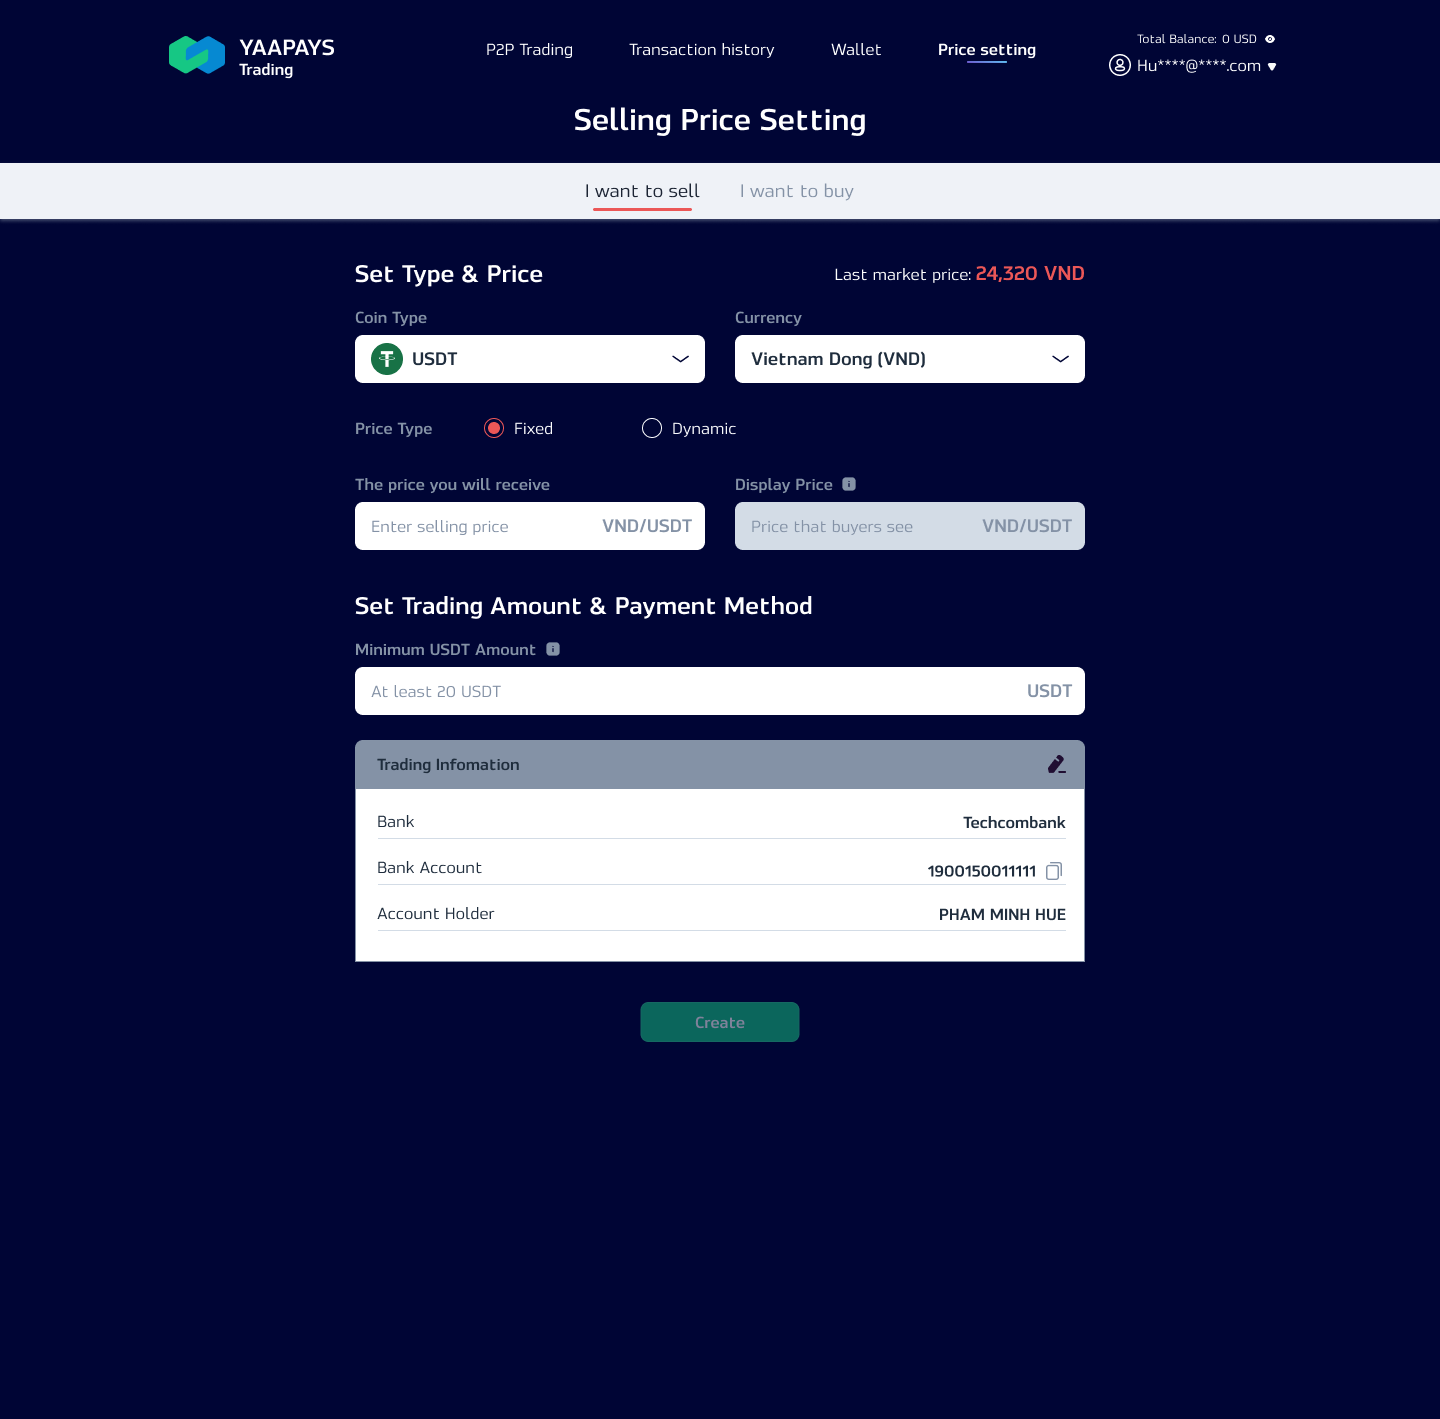 YAAPAYS
Trading
P2P Trading
Transaction history
Wallet
Price setting
Total Balance: 0 USD
Hu****@****.com
Selling Price Setting
I want to sell
I want to buy
Set Type & Price
Last market price: 24,320 VND
Coin Type
Currency
USDT
Vietnam Dong (VND)
Price Type
Fixed
Dynamic
The price you will receive
Display Price
Enter selling price
VND/USDT
Price that buyers see
VND/USDT
Set Trading Amount & Payment Method
Minimum USDT Amount
At least 20 USDT
USDT
Trading Infomation
Bank
Techcombank
Bank Account
1900150011111
Account Holder
PHAM MINH HUE
Create